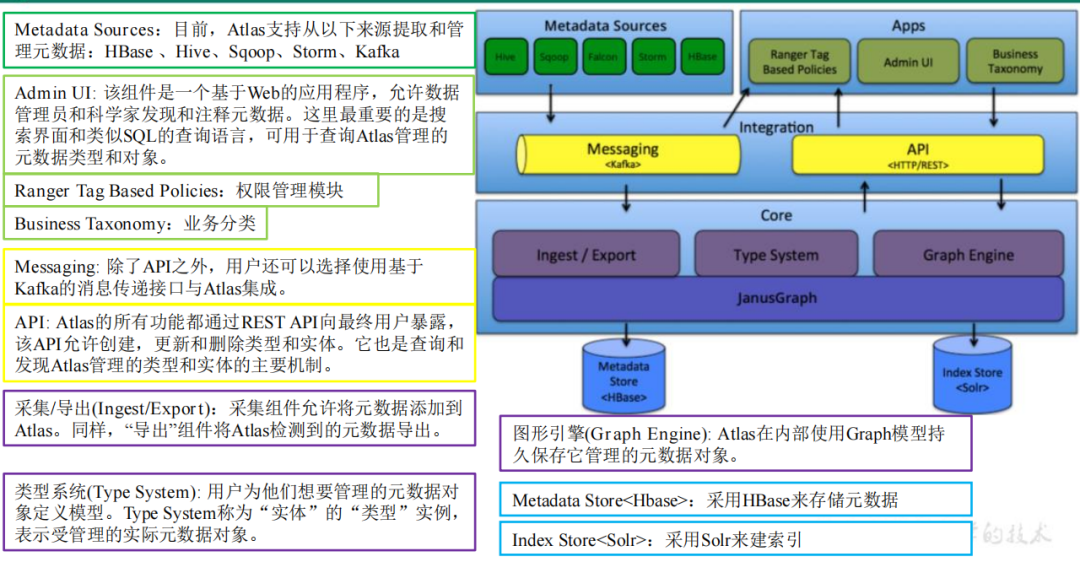 Metadata Sources：目前，Atlas支持从以下来源提取和管
理元数据：HBase 、Hive、Sqoop、Storm、Kafka
Admin UI: 该组件是一个基于Web的应用程序，允许数据
管理员和科学家发现和注释元数据。这里最重要的是搜
索界面和类似SQL的查询语言，可用于查询Atlas管理的
元数据类型和对象。
Ranger Tag Based Policies：权限管理模块
Business Taxonomy：业务分类
Messaging: 除了API之外，用户还可以选择使用基于
Kafka的消息传递接口与Atlas集成。
API: Atlas的所有功能都通过REST API向最终用户暴露，
该API允许创建，更新和删除类型和实体。它也是查询和
发现Atlas管理的类型和实体的主要机制。
采集/导出(Ingest/Export)：采集组件允许将元数据添加到
Atlas。同样，“导出”组件将Atlas检测到的元数据导出。
类型系统(Type System): 用户为他们想要管理的元数据对
象定义模型。Type System称为“实体”的“类型”实例，
表示受管理的实际元数据对象。
Metadata Sources
Hive
Sqoop
Falcon
Storm
HBase
Apps
Ranger Tag
Based Policies
Admin UI
Business
Taxonomy
Integration
Messaging
<Kafka>
API
<HTTP/REST>
Core
Ingest / Export
Type System
Graph Engine
JanusGraph
Metadata
Store
<HBase>
Index Store
<Solr>
图形引擎(Graph Engine): Atlas在内部使用Graph模型持
久保存它管理的元数据对象。
Metadata Store<Hbase>：采用HBase来存储元数据
Index Store<Solr>：采用Solr来建索引
的技术